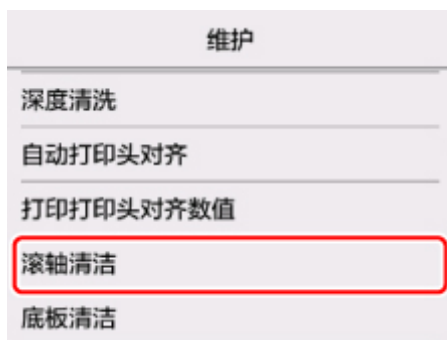 维护
深度清洗
自动打印头对齐
打印打印头对齐数值
滚轴清洁
底板清洁